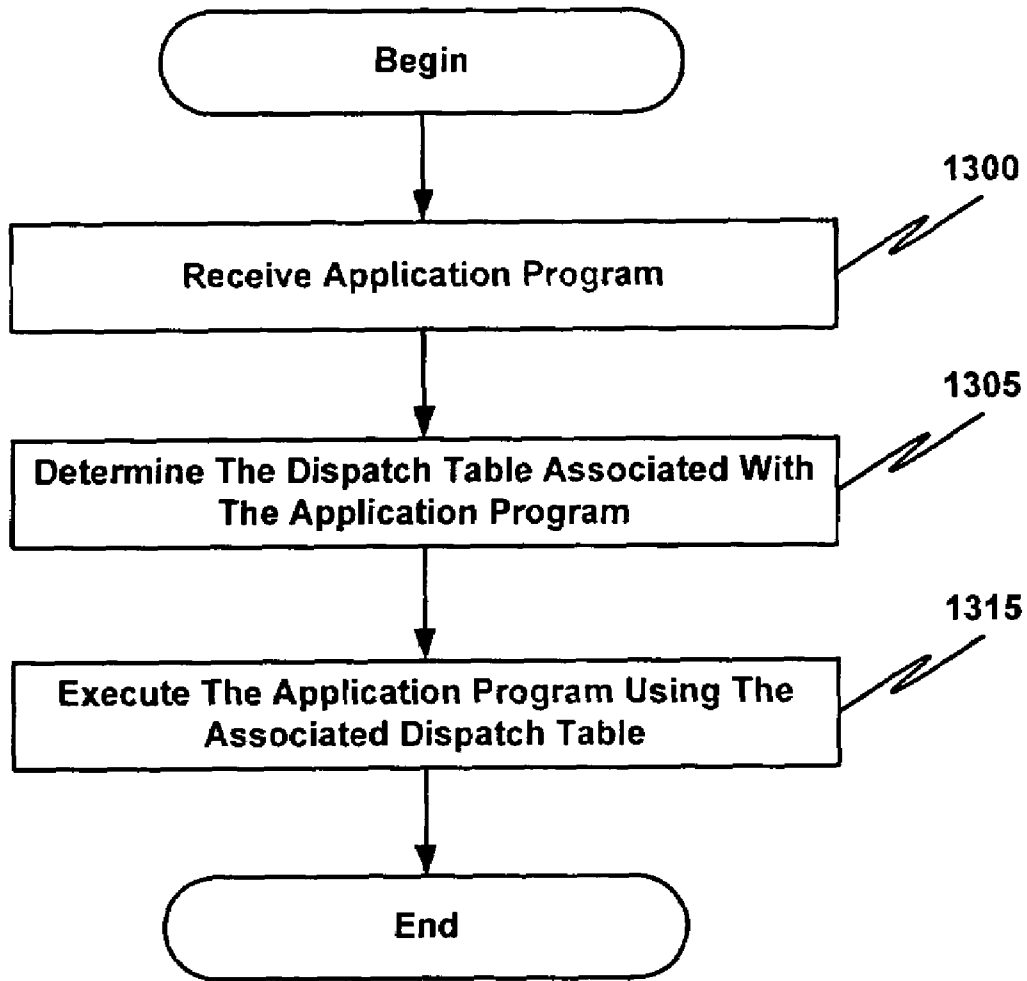 Begin
1300
Receive Application Program
1305
Determine The Dispatch Table Associated With
The Application Program
1315
Execute The Application Program Using The
Associated Dispatch Table
End